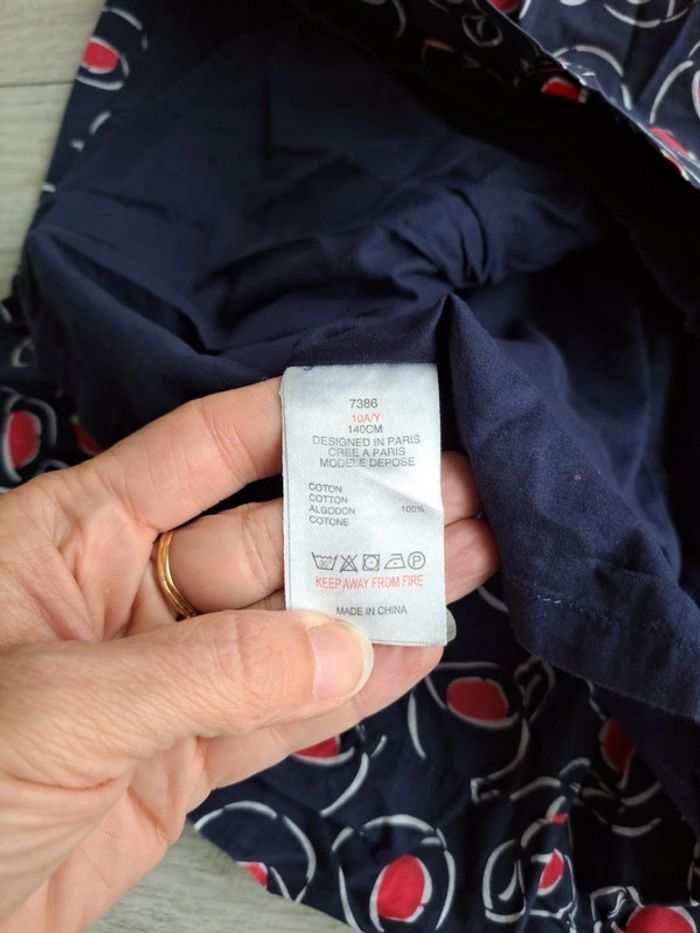 7386
10A/Y
140CM
DESIGNED IN PARIS
CREE A PARIS
MODELE DEPOSE
COTON
COTTON
ALGODON 100%
COTONE
30°
P
KEEP AWAY FROM FIRE
MADE IN CHINA